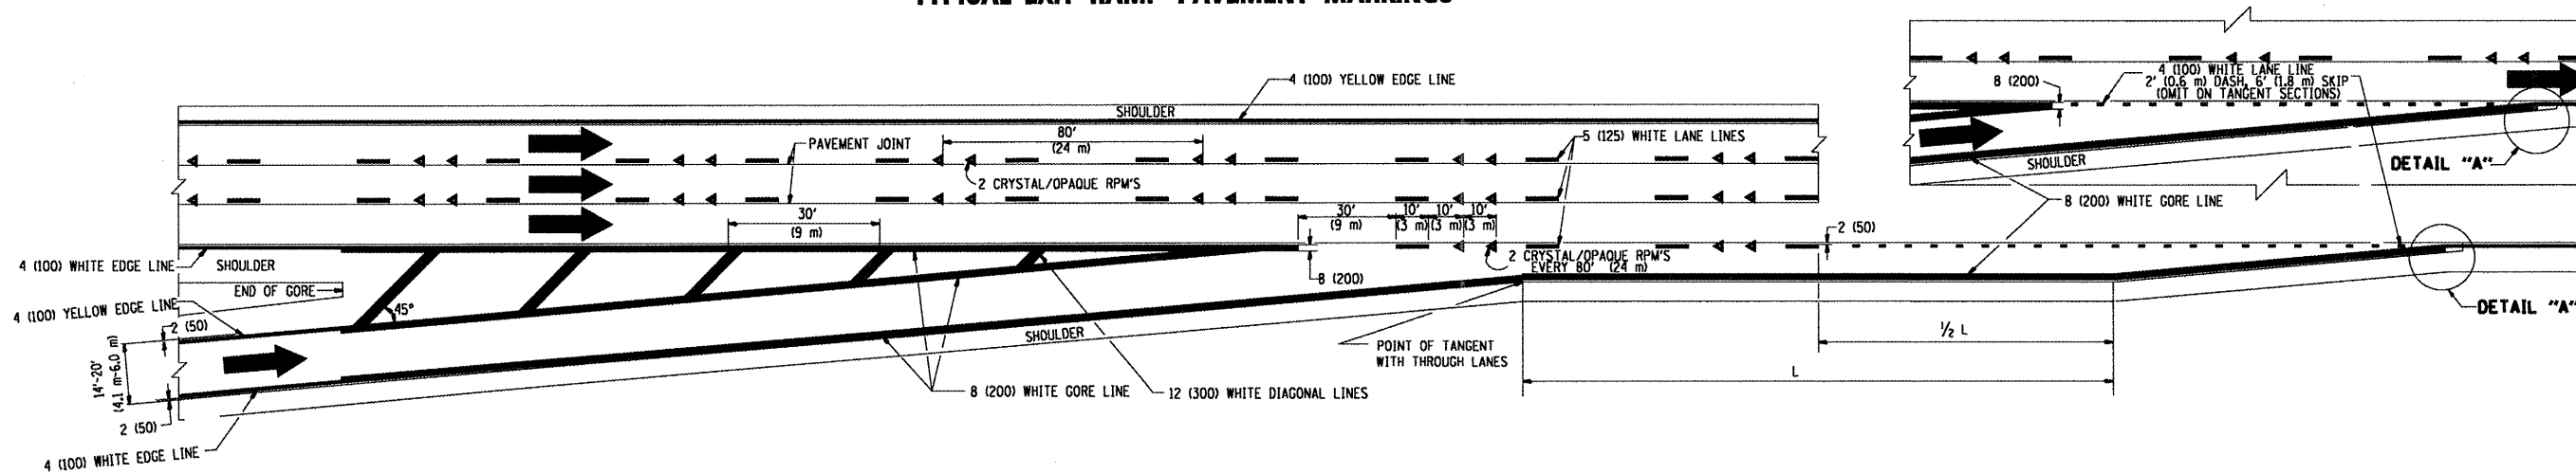 TYPICAL EXIT RAMP PAVEMENT MARKINGS
4 (100) YELLOW EDGE LINE
SHOULDER
80'
(24 m)
PAVEMENT JOINT
5 (125) WHITE LANE LINES
2 CRYSTAL/OPAQUE RPM'S
30'
(9 m)
30'
(9 m)
10'
(3 m)
10'
(3 m)
10'
(3 m)
4 (100) WHITE EDGE LINE
SHOULDER
END OF GORE
4 (100) YELLOW EDGE LINE
2 (50)
45°
8 (200)
2 CRYSTAL/OPAQUE RPM'S
EVERY 80' (24 m)
2 (50)
14'-20'
(4.1 m-6.0 m)
2 (50)
4 (100) WHITE EDGE LINE
SHOULDER
8 (200) WHITE GORE LINE
12 (300) WHITE DIAGONAL LINES
POINT OF TANGENT
WITH THROUGH LANES
½ L
L
8 (200)
4 (100) WHITE LANE LINE
2' (0.6 m) DASH, 6' (1.8 m) SKIP
(OMIT ON TANGENT SECTIONS)
SHOULDER
DETAIL "A"
8 (200) WHITE GORE LINE
DETAIL "A"